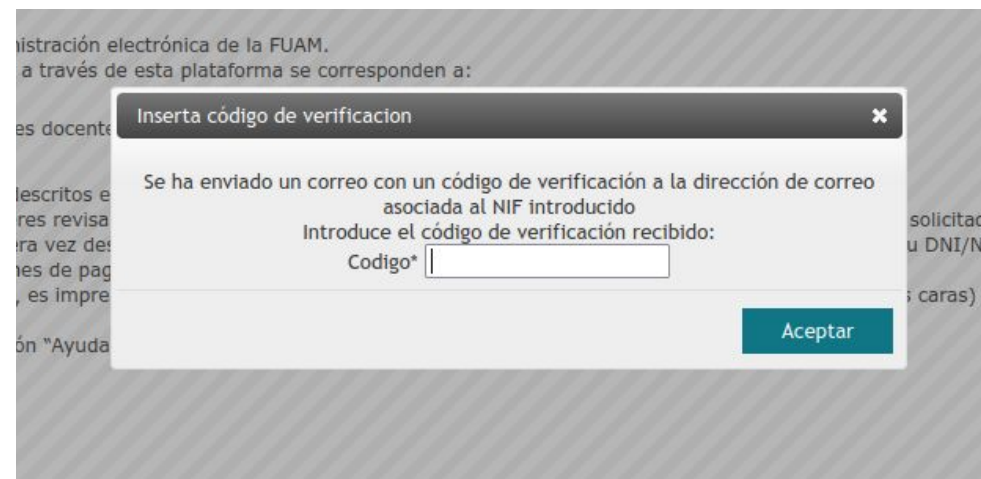 nistración electrónica de la FUAM.
a través de esta plataforma se corresponden a:
Inserta código de verificacion
es docente
Se ha enviado un correo con un código de verificación a la dirección de correo
asociada al NIF introducido
Introduce el código de verificación recibido:
Codigo*
descritos e
res revisa
solicitad
era vez des
u DNI/N
nes de pag
, es impre
s caras)
Aceptar
ón "Ayuda